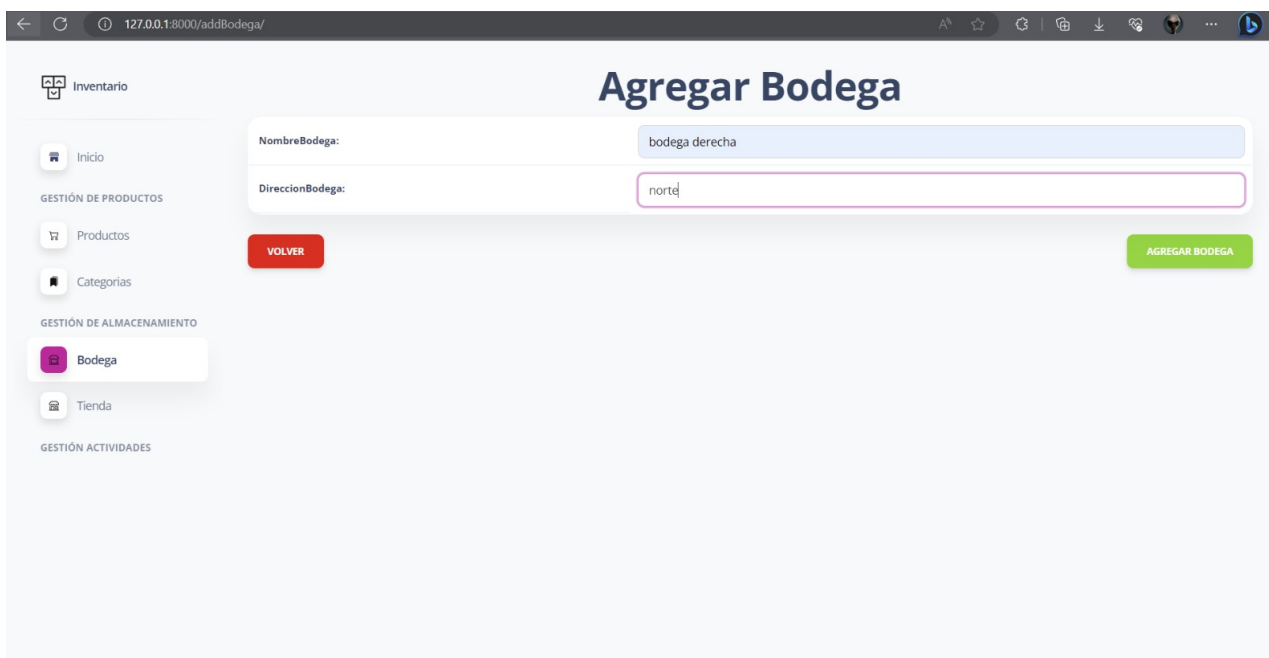 127.0.0.1:8000/addBodega/
Inventario
Agregar Bodega
NombreBodega:
bodega derecha
Inicio
DireccionBodega:
norte
GESTIÓN DE PRODUCTOS
Productos
VOLVER
AGREGAR BODEGA
Categorias
GESTIÓN DE ALMACENAMIENTO
Bodega
Tienda
GESTIÓN ACTIVIDADES